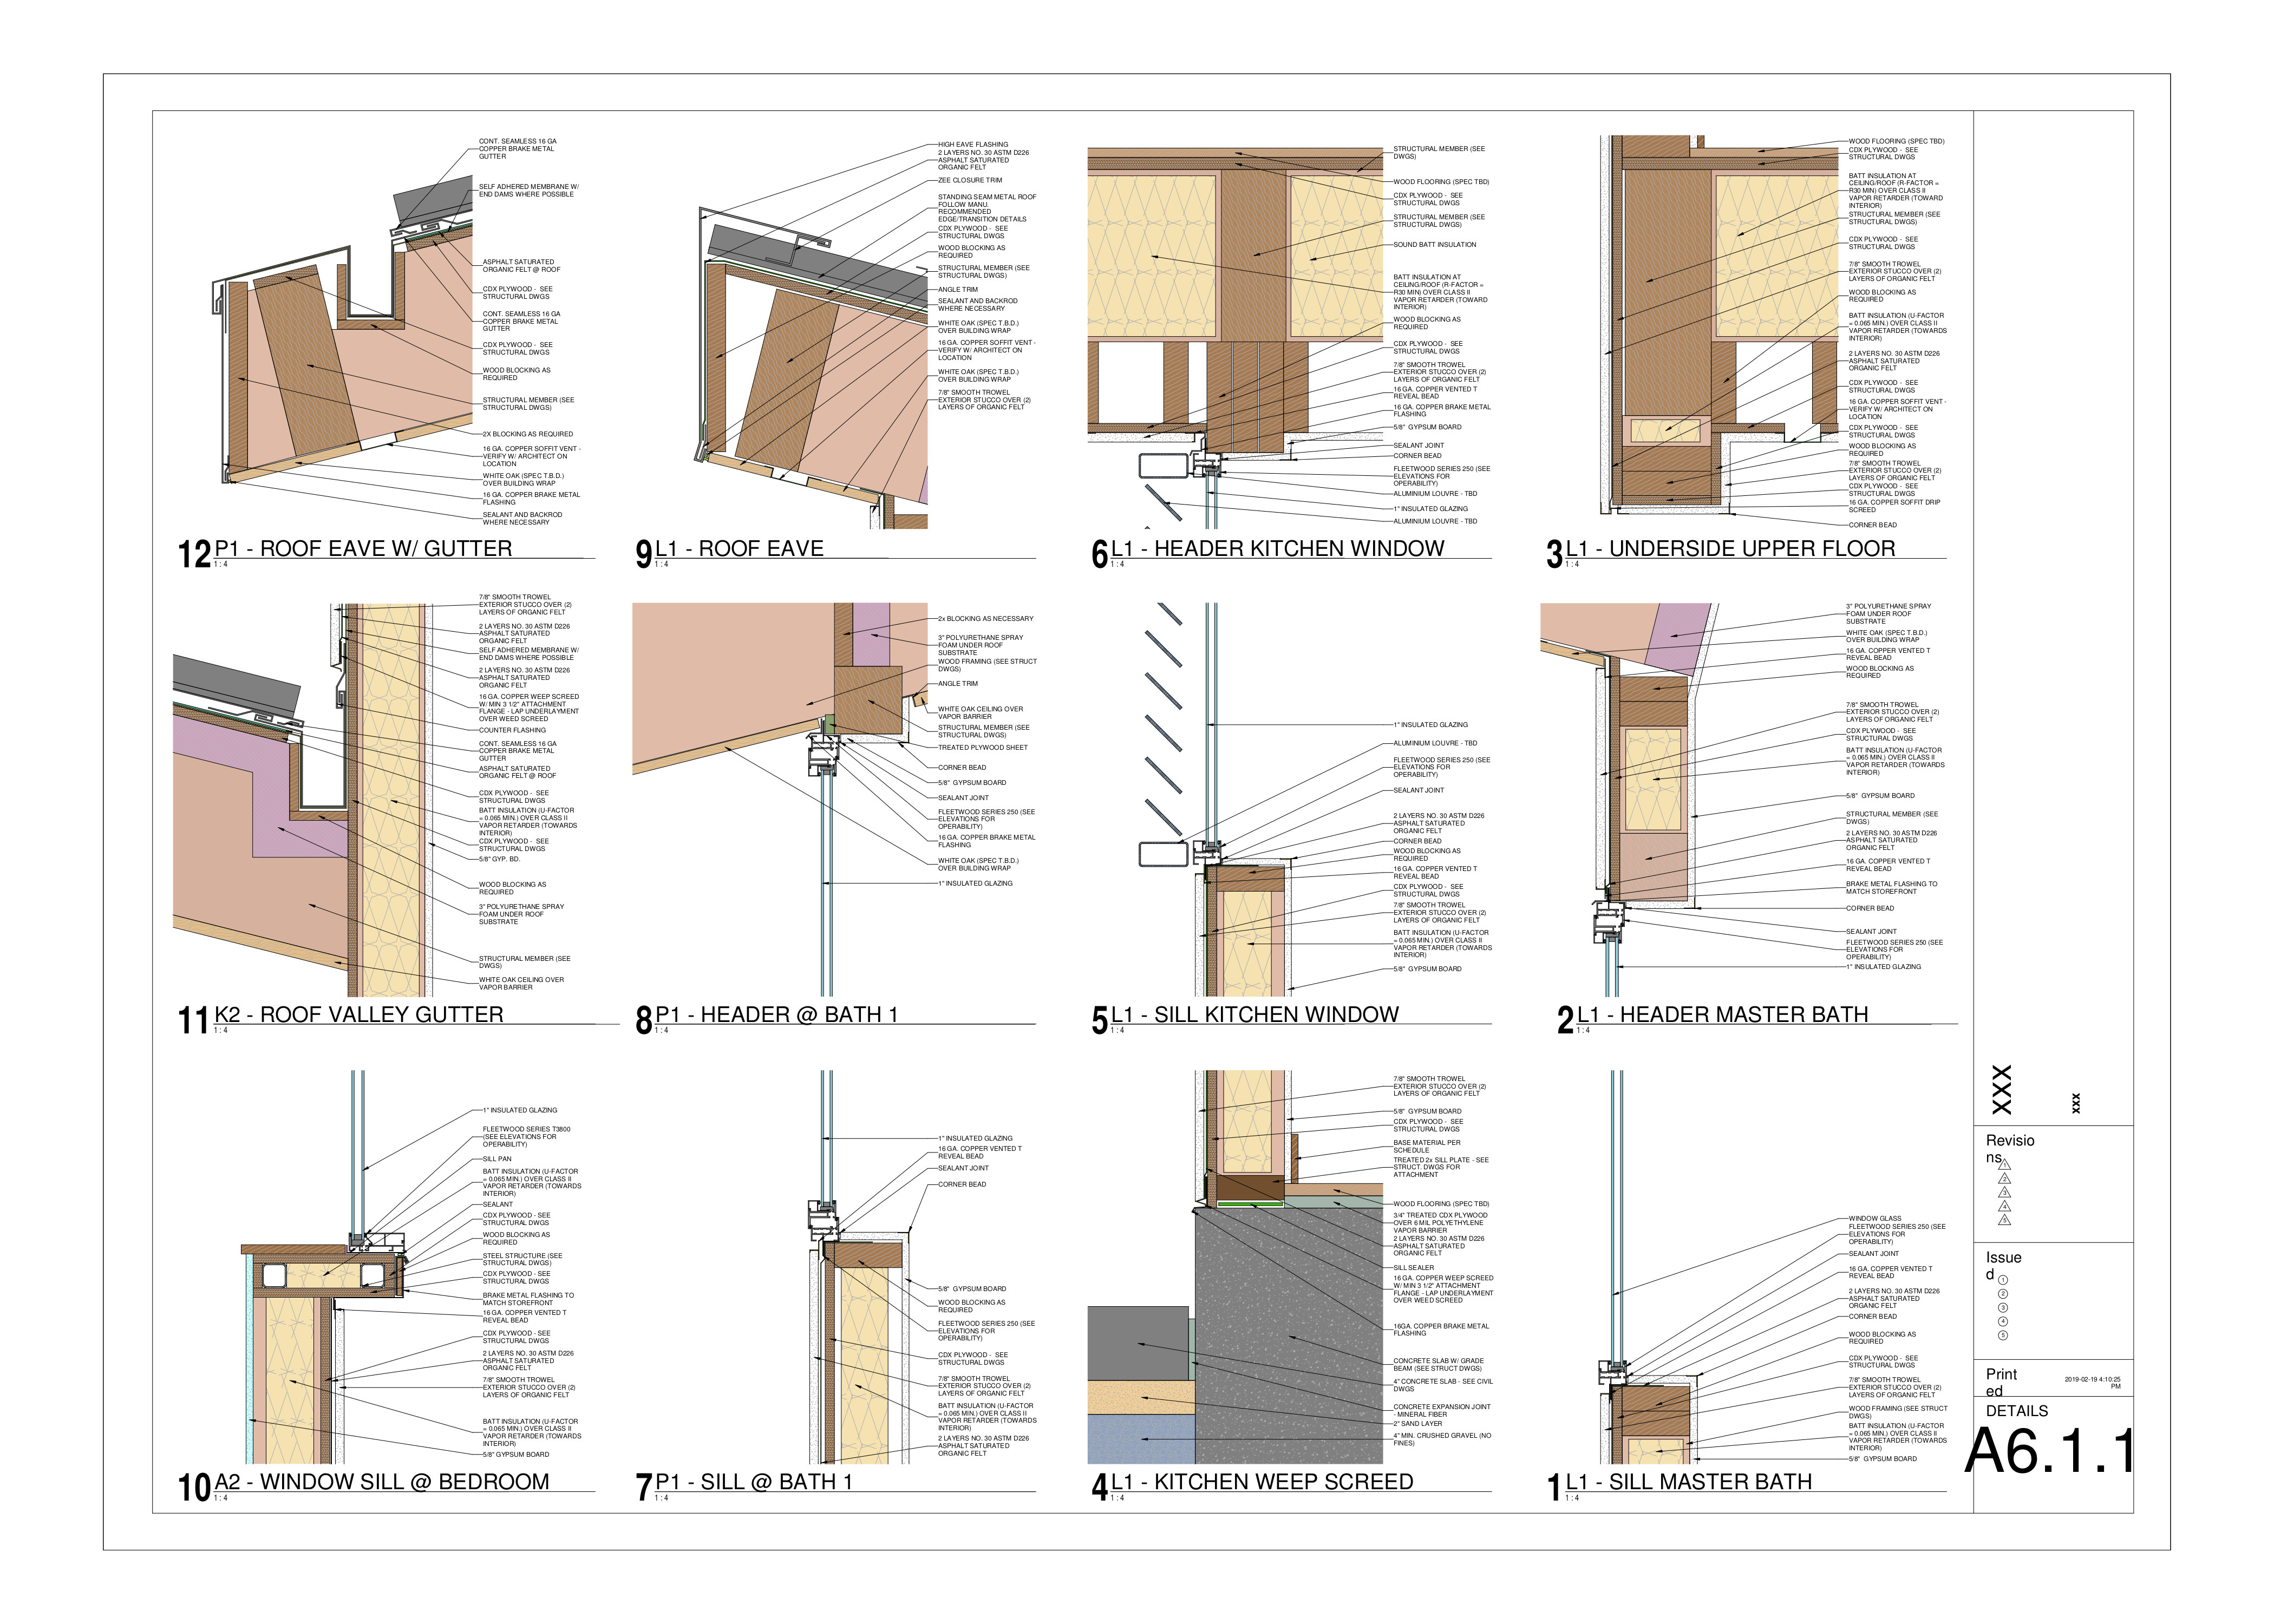 CONT. SEAMLESS 16 GA
COPPER BRAKE METAL
GUTTER
SELF ADHERED MEMBRANE W/
END DAMS WHERE POSSIBLE
ASPHALT SATURATED
ORGANIC FELT @ ROOF
CDX PLYWOOD - SEE
STRUCTURAL DWGS
CONT. SEAMLESS 16 GA
COPPER BRAKE METAL
GUTTER
CDX PLYWOOD - SEE
STRUCTURAL DWGS
WOOD BLOCKING AS
REQUIRED
STRUCTURAL MEMBER (SEE
STRUCTURAL DWGS)
2X BLOCKING AS REQUIRED
16 GA. COPPER SOFFIT VENT -
VERIFY W/ ARCHITECT ON
LOCATION
WHITE OAK (SPEC T.B.D.)
OVER BUILDING WRAP
16 GA. COPPER BRAKE METAL
FLASHING
SEALANT AND BACKROD
WHERE NECESSARY
12 P1 - ROOF EAVE W/ GUTTER
1 : 4
HIGH EAVE FLASHING
2 LAYERS NO. 30 ASTM D226
ASPHALT SATURATED
ORGANIC FELT
ZEE CLOSURE TRIM
STANDING SEAM METAL ROOF
FOLLOW MANU.
RECOMMENDED
EDGE/TRANSITION DETAILS
CDX PLYWOOD - SEE
STRUCTURAL DWGS
WOOD BLOCKING AS
REQUIRED
STRUCTURAL MEMBER (SEE
STRUCTURAL DWGS)
ANGLE TRIM
SEALANT AND BACKROD
WHERE NECESSARY
WHITE OAK (SPEC T.B.D.)
OVER BUILDING WRAP
16 GA. COPPER SOFFIT VENT -
VERIFY W/ ARCHITECT ON
LOCATION
WHITE OAK (SPEC T.B.D.)
OVER BUILDING WRAP
7/8" SMOOTH TROWEL
EXTERIOR STUCCO OVER (2)
LAYERS OF ORGANIC FELT
9 L1 - ROOF EAVE
1 : 4
STRUCTURAL MEMBER (SEE
DWGS)
WOOD FLOORING (SPEC TBD)
CDX PLYWOOD - SEE
STRUCTURAL DWGS
STRUCTURAL MEMBER (SEE
STRUCTURAL DWGS)
SOUND BATT INSULATION
BATT INSULATION AT
CEILING/ROOF (R-FACTOR =
R30 MIN) OVER CLASS II
VAPOR RETARDER (TOWARD
INTERIOR)
WOOD BLOCKING AS
REQUIRED
CDX PLYWOOD - SEE
STRUCTURAL DWGS
7/8" SMOOTH TROWEL
EXTERIOR STUCCO OVER (2)
LAYERS OF ORGANIC FELT
16 GA. COPPER VENTED T
REVEAL BEAD
16 GA. COPPER BRAKE METAL
FLASHING
5/8" GYPSUM BOARD
SEALANT JOINT
CORNER BEAD
FLEETWOOD SERIES 250 (SEE
ELEVATIONS FOR
OPERABILITY)
ALUMINIUM LOUVRE - TBD
1" INSULATED GLAZING
ALUMINIUM LOUVRE - TBD
6 L1 - HEADER KITCHEN WINDOW
1 : 4
WOOD FLOORING (SPEC TBD)
CDX PLYWOOD - SEE
STRUCTURAL DWGS
BATT INSULATION AT
CEILING/ROOF (R-FACTOR =
R30 MIN) OVER CLASS II
VAPOR RETARDER (TOWARD
INTERIOR)
STRUCTURAL MEMBER (SEE
STRUCTURAL DWGS)
CDX PLYWOOD - SEE
STRUCTURAL DWGS
7/8" SMOOTH TROWEL
EXTERIOR STUCCO OVER (2)
LAYERS OF ORGANIC FELT
WOOD BLOCKING AS
REQUIRED
BATT INSULATION (U-FACTOR
= 0.065 MIN.) OVER CLASS II
VAPOR RETARDER (TOWARDS
INTERIOR)
2 LAYERS NO. 30 ASTM D226
ASPHALT SATURATED
ORGANIC FELT
CDX PLYWOOD - SEE
STRUCTURAL DWGS
16 GA. COPPER SOFFIT VENT -
VERIFY W/ ARCHITECT ON
LOCATION
CDX PLYWOOD - SEE
STRUCTURAL DWGS
WOOD BLOCKING AS
REQUIRED
7/8" SMOOTH TROWEL
EXTERIOR STUCCO OVER (2)
LAYERS OF ORGANIC FELT
CDX PLYWOOD - SEE
STRUCTURAL DWGS
16 GA. COPPER SOFFIT DRIP
SCREED
CORNER BEAD
3 L1 - UNDERSIDE UPPER FLOOR
1 : 4
7/8" SMOOTH TROWEL
EXTERIOR STUCCO OVER (2)
LAYERS OF ORGANIC FELT
2 LAYERS NO. 30 ASTM D226
ASPHALT SATURATED
ORGANIC FELT
SELF ADHERED MEMBRANE W/
END DAMS WHERE POSSIBLE
2 LAYERS NO. 30 ASTM D226
ASPHALT SATURATED
ORGANIC FELT
16 GA. COPPER WEEP SCREED
W/ MIN 3 1/2" ATTACHMENT
FLANGE - LAP UNDERLAYMENT
OVER WEED SCREED
COUNTER FLASHING
CONT. SEAMLESS 16 GA
COPPER BRAKE METAL
GUTTER
ASPHALT SATURATED
ORGANIC FELT @ ROOF
CDX PLYWOOD - SEE
STRUCTURAL DWGS
BATT INSULATION (U-FACTOR
= 0.065 MIN.) OVER CLASS II
VAPOR RETARDER (TOWARDS
INTERIOR)
CDX PLYWOOD - SEE
STRUCTURAL DWGS
5/8" GYP. BD.
WOOD BLOCKING AS
REQUIRED
3" POLYURETHANE SPRAY
FOAM UNDER ROOF
SUBSTRATE
STRUCTURAL MEMBER (SEE
DWGS)
WHITE OAK CEILING OVER
VAPOR BARRIER
11 K2 - ROOF VALLEY GUTTER
1 : 4
2x BLOCKING AS NECESSARY
3" POLYURETHANE SPRAY
FOAM UNDER ROOF
SUBSTRATE
WOOD FRAMING (SEE STRUCT
DWGS)
ANGLE TRIM
WHITE OAK CEILING OVER
VAPOR BARRIER
STRUCTURAL MEMBER (SEE
STRUCTURAL DWGS)
TREATED PLYWOOD SHEET
CORNER BEAD
5/8" GYPSUM BOARD
SEALANT JOINT
FLEETWOOD SERIES 250 (SEE
ELEVATIONS FOR
OPERABILITY)
16 GA. COPPER BRAKE METAL
FLASHING
WHITE OAK (SPEC T.B.D.)
OVER BUILDING WRAP
1" INSULATED GLAZING
8 P1 - HEADER @ BATH 1
1 : 4
1" INSULATED GLAZING
ALUMINIUM LOUVRE - TBD
FLEETWOOD SERIES 250 (SEE
ELEVATIONS FOR
OPERABILITY)
SEALANT JOINT
2 LAYERS NO. 30 ASTM D226
ASPHALT SATURATED
ORGANIC FELT
CORNER BEAD
WOOD BLOCKING AS
REQUIRED
16 GA. COPPER VENTED T
REVEAL BEAD
CDX PLYWOOD - SEE
STRUCTURAL DWGS
7/8" SMOOTH TROWEL
EXTERIOR STUCCO OVER (2)
LAYERS OF ORGANIC FELT
BATT INSULATION (U-FACTOR
= 0.065 MIN.) OVER CLASS II
VAPOR RETARDER (TOWARDS
INTERIOR)
5/8" GYPSUM BOARD
5 L1 - SILL KITCHEN WINDOW
1 : 4
3" POLYURETHANE SPRAY
FOAM UNDER ROOF
SUBSTRATE
WHITE OAK (SPEC T.B.D.)
OVER BUILDING WRAP
16 GA. COPPER VENTED T
REVEAL BEAD
WOOD BLOCKING AS
REQUIRED
7/8" SMOOTH TROWEL
EXTERIOR STUCCO OVER (2)
LAYERS OF ORGANIC FELT
CDX PLYWOOD - SEE
STRUCTURAL DWGS
BATT INSULATION (U-FACTOR
= 0.065 MIN.) OVER CLASS II
VAPOR RETARDER (TOWARDS
INTERIOR)
5/8" GYPSUM BOARD
STRUCTURAL MEMBER (SEE
DWGS)
2 LAYERS NO. 30 ASTM D226
ASPHALT SATURATED
ORGANIC FELT
16 GA. COPPER VENTED T
REVEAL BEAD
BRAKE METAL FLASHING TO
MATCH STOREFRONT
CORNER BEAD
SEALANT JOINT
FLEETWOOD SERIES 250 (SEE
ELEVATIONS FOR
OPERABILITY)
1" INSULATED GLAZING
2 L1 - HEADER MASTER BATH
1 : 4
1" INSULATED GLAZING
FLEETWOOD SERIES T3800
(SEE ELEVATIONS FOR
OPERABILITY)
SILL PAN
BATT INSULATION (U-FACTOR
= 0.065 MIN.) OVER CLASS II
VAPOR RETARDER (TOWARDS
INTERIOR)
SEALANT
CDX PLYWOOD - SEE
STRUCTURAL DWGS
WOOD BLOCKING AS
REQUIRED
STEEL STRUCTURE (SEE
STRUCTURAL DWGS)
CDX PLYWOOD - SEE
STRUCTURAL DWGS
BRAKE METAL FLASHING TO
MATCH STOREFRONT
16 GA. COPPER VENTED T
REVEAL BEAD
CDX PLYWOOD - SEE
STRUCTURAL DWGS
2 LAYERS NO. 30 ASTM D226
ASPHALT SATURATED
ORGANIC FELT
7/8" SMOOTH TROWEL
EXTERIOR STUCCO OVER (2)
LAYERS OF ORGANIC FELT
BATT INSULATION (U-FACTOR
= 0.065 MIN.) OVER CLASS II
VAPOR RETARDER (TOWARDS
INTERIOR)
5/8" GYPSUM BOARD
10 A2 - WINDOW SILL @ BEDROOM
1 : 4
1" INSULATED GLAZING
16 GA. COPPER VENTED T
REVEAL BEAD
SEALANT JOINT
CORNER BEAD
5/8" GYPSUM BOARD
WOOD BLOCKING AS
REQUIRED
FLEETWOOD SERIES 250 (SEE
ELEVATIONS FOR
OPERABILITY)
CDX PLYWOOD - SEE
STRUCTURAL DWGS
7/8" SMOOTH TROWEL
EXTERIOR STUCCO OVER (2)
LAYERS OF ORGANIC FELT
BATT INSULATION (U-FACTOR
= 0.065 MIN.) OVER CLASS II
VAPOR RETARDER (TOWARDS
INTERIOR)
2 LAYERS NO. 30 ASTM D226
ASPHALT SATURATED
ORGANIC FELT
7 P1 - SILL @ BATH 1
1 : 4
7/8" SMOOTH TROWEL
EXTERIOR STUCCO OVER (2)
LAYERS OF ORGANIC FELT
5/8" GYPSUM BOARD
CDX PLYWOOD - SEE
STRUCTURAL DWGS
BASE MATERIAL PER
SCHEDULE
TREATED 2x SILL PLATE - SEE
STRUCT. DWGS FOR
ATTACHMENT
WOOD FLOORING (SPEC TBD)
3/4" TREATED CDX PLYWOOD
OVER 6 MIL POLYETHYLENE
VAPOR BARRIER
2 LAYERS NO. 30 ASTM D226
ASPHALT SATURATED
ORGANIC FELT
SILL SEALER
16 GA. COPPER WEEP SCREED
W/ MIN 3 1/2" ATTACHMENT
FLANGE - LAP UNDERLAYMENT
OVER WEED SCREED
16GA. COPPER BRAKE METAL
FLASHING
CONCRETE SLAB W/ GRADE
BEAM (SEE STRUCT DWGS)
4" CONCRETE SLAB - SEE CIVIL
DWGS
CONCRETE EXPANSION JOINT
- MINERAL FIBER
2" SAND LAYER
4" MIN. CRUSHED GRAVEL (NO
FINES)
4 L1 - KITCHEN WEEP SCREED
1 : 4
WINDOW GLASS
FLEETWOOD SERIES 250 (SEE
ELEVATIONS FOR
OPERABILITY)
SEALANT JOINT
16 GA. COPPER VENTED T
REVEAL BEAD
2 LAYERS NO. 30 ASTM D226
ASPHALT SATURATED
ORGANIC FELT
CORNER BEAD
WOOD BLOCKING AS
REQUIRED
CDX PLYWOOD - SEE
STRUCTURAL DWGS
7/8" SMOOTH TROWEL
EXTERIOR STUCCO OVER (2)
LAYERS OF ORGANIC FELT
WOOD FRAMING (SEE STRUCT
DWGS)
BATT INSULATION (U-FACTOR
= 0.065 MIN.) OVER CLASS II
VAPOR RETARDER (TOWARDS
INTERIOR)
5/8" GYPSUM BOARD
1 L1 - SILL MASTER BATH
1 : 4
XXX
XXX
Revisio
ns
1
2
3
4
5
Issue
d
1
2
3
4
5
Print
ed
2019-02-19 4:10:25
PM
DETAILS
A6.1.1